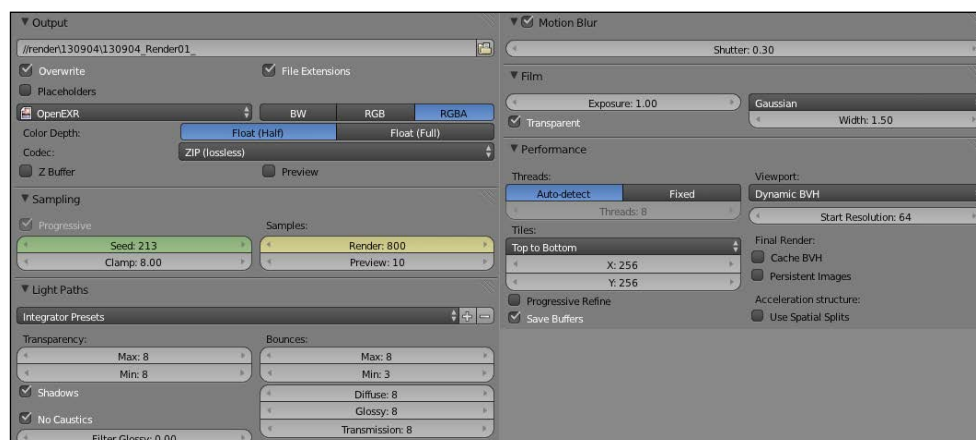 Output
//render\130904\130904_Render01_
Overwrite
File Extensions
Placeholders
OpenEXR
BW
RGB
RGBA
Color Depth:
Float (Half)
Float (Full)
Codec:
ZIP (lossless)
Z Buffer
Preview
Sampling
Progressive
Samples:
Seed: 213
Render: 800
Clamp: 8.00
Preview: 10
Light Paths
Integrator Presets
Transparency:
Bounces:
Max: 8
Max: 8
Min: 8
Min: 3
Shadows
Diffuse: 8
Glossy: 8
No Caustics
Transmission: 8
Filter Glossy: 0.00
Motion Blur
Shutter: 0.30
Film
Exposure: 1.00
Gaussian
Transparent
Width: 1.50
Performance
Threads:
Viewport:
Auto-detect
Fixed
Dynamic BVH
Threads: 8
Start Resolution: 64
Tiles:
Top to Bottom
Final Render:
Cache BVH
X: 256
Persistent Images
Y: 256
Progressive Refine
Acceleration structure:
Save Buffers
Use Spatial Splits